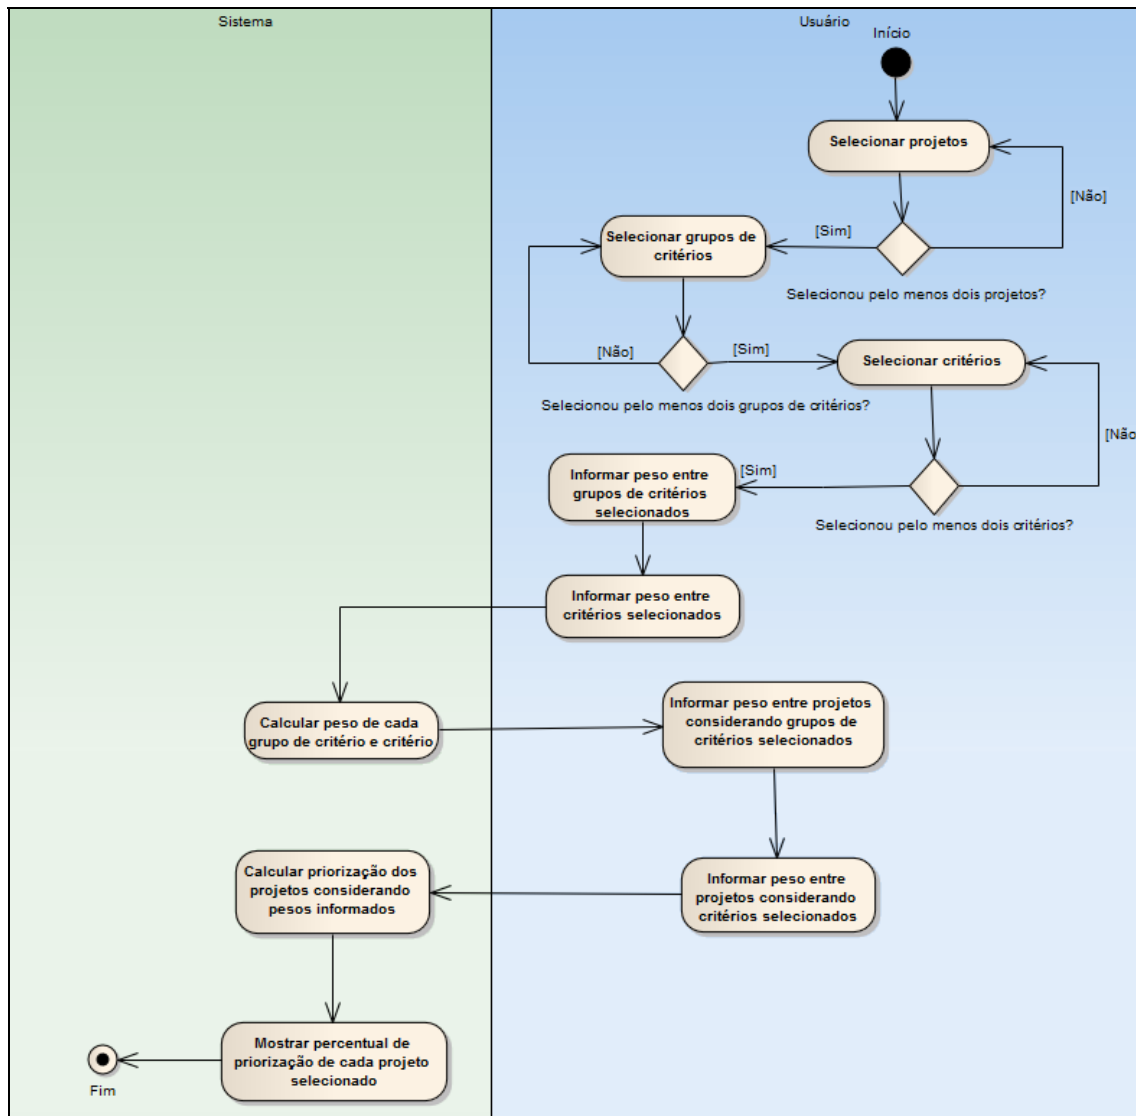 Sistema
Usuário
Início
Selecionar projetos
[Não]
[Sim]
Selecionou pelo menos dois projetos?
Selecionar grupos de
critérios
[Não]
[Sim]
Selecionou pelo menos dois grupos de critérios?
Selecionar critérios
[Não]
[Sim]
Selecionou pelo menos dois critérios?
Informar peso entre
grupos de critérios
selecionados
Informar peso entre
critérios selecionados
Calcular peso de cada
grupo de critério e critério
Informar peso entre projetos
considerando grupos de
critérios selecionados
Informar peso entre
projetos considerando
critérios selecionados
Calcular priorização dos
projetos considerando
pesos informados
Mostrar percentual de
priorização de cada projeto
selecionado
Fim